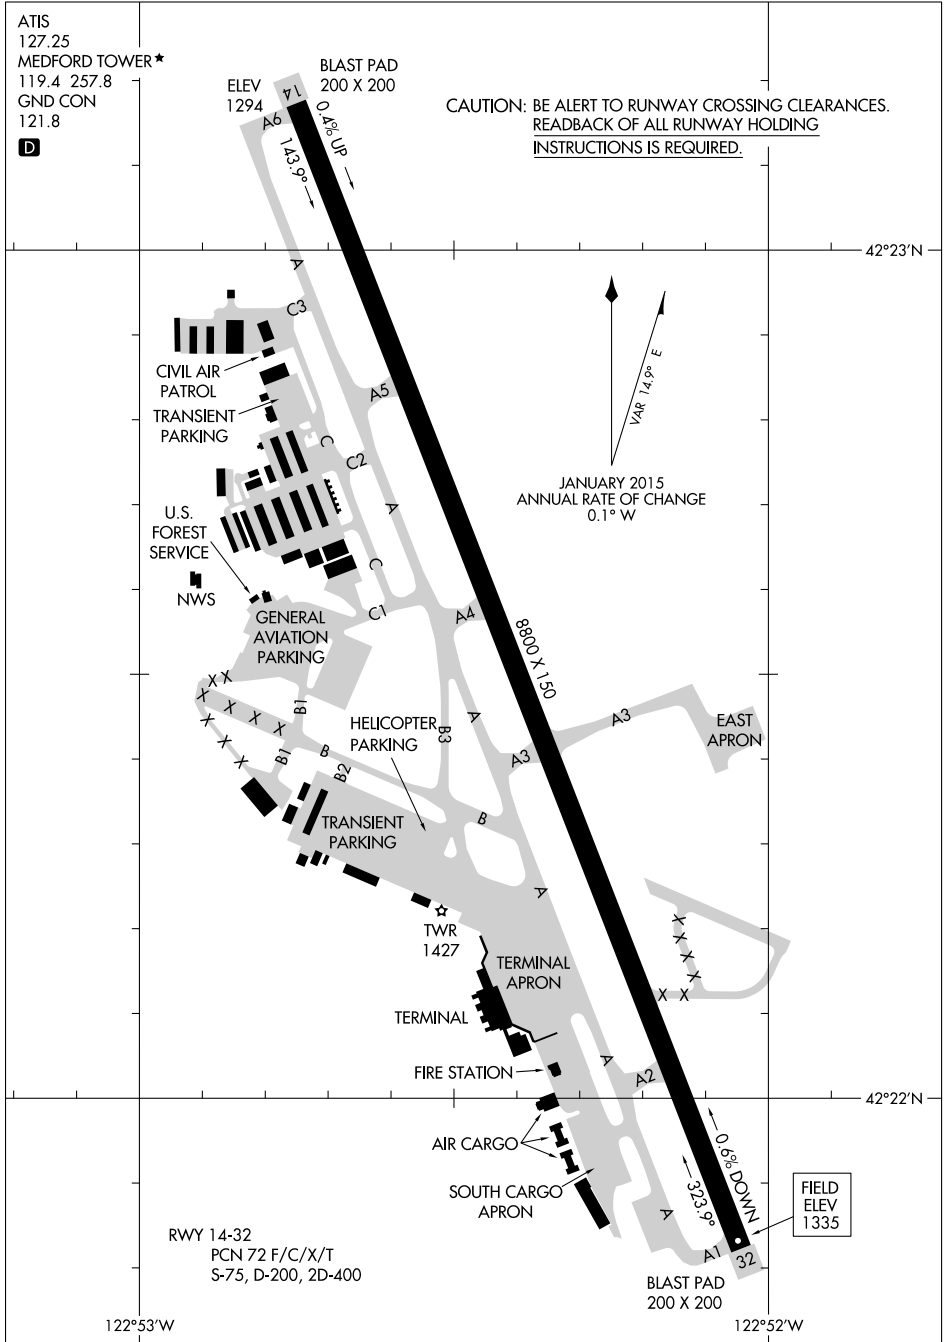 ATIS
127.25
MEDFORD TOWER★
119.4 257.8
GND CON
121.8
D
ELEV
1294
BLAST PAD
200 X 200
CAUTION: BE ALERT TO RUNWAY CROSSING CLEARANCES.
READBACK OF ALL RUNWAY HOLDING
INSTRUCTIONS IS REQUIRED.
14
A6
0.4% UP
143.9°
42°23'N
A
C3
VAR 14.9° E
CIVIL AIR
PATROL
A5
TRANSIENT
PARKING
C
C2
JANUARY 2015
ANNUAL RATE OF CHANGE
0.1° W
A
U.S.
FOREST
SERVICE
C
NWS
C1
A4
GENERAL
AVIATION
PARKING
8800 X 150
X X
X
X
X
X
X
X
X
B1
A
A3
EAST
APRON
HELICOPTER
PARKING
B3
B
B1
B2
A3
B
TRANSIENT
PARKING
A
TWR
1427
X
X
X
X
X X
TERMINAL
APRON
TERMINAL
A
FIRE STATION
A2
42°22'N
AIR CARGO
0.6% DOWN
323.9°
SOUTH CARGO
APRON
FIELD
ELEV
1335
A
A1
32
RWY 14-32
PCN 72 F/C/X/T
S-75, D-200, 2D-400
BLAST PAD
200 X 200
122°53'W
122°52'W